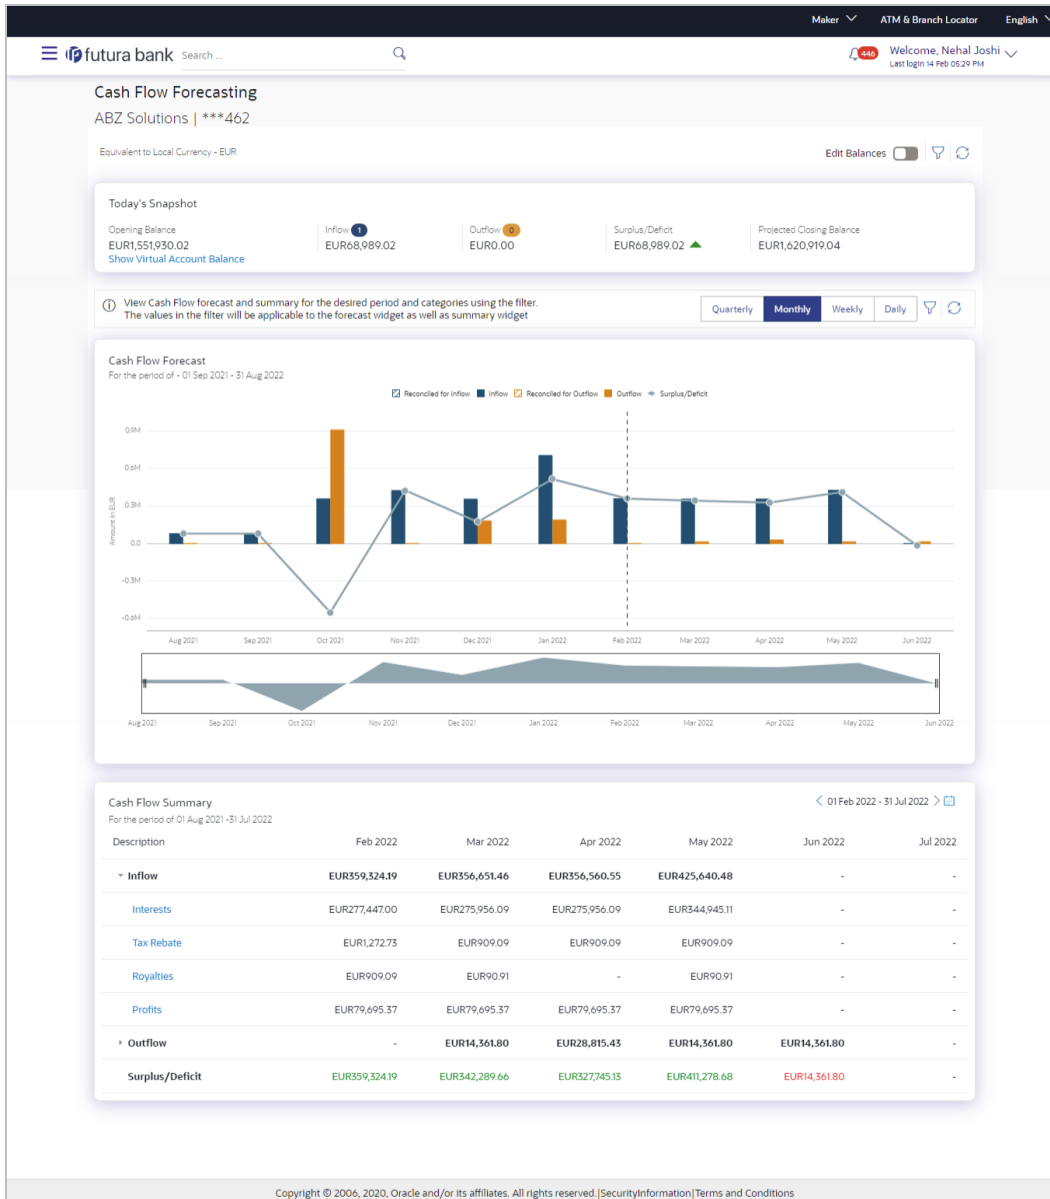 Maker ATM & Branch Locator English
futura bank Search ... 446 Welcome, Nehal Joshi
Last login 14 Feb 05:29 PM
Cash Flow Forecasting
ABZ Solutions | ***462
Equivalent to Local Currency - EUR Edit Balances
Today's Snapshot
Opening Balance Inflow 1 Outflow 0 Surplus/Deficit Projected Closing Balance
EUR1,551,930.02 EUR68,989.02 EUR0.00 EUR68,989.02 EUR1,620,919.04
Show Virtual Account Balance
View Cash Flow forecast and summary for the desired period and categories using the filter.
The values in the filter will be applicable to the forecast widget as well as summary widget
Quarterly Monthly Weekly Daily
Cash Flow Forecast
For the period of - 01 Sep 2021 - 31 Aug 2022
Reconciled for Inflow Inflow Reconciled for Outflow Outflow Surplus/Deficit
Amount in EUR
0.9M
0.6M
0.3M
0.0
-0.3M
-0.6M
Aug 2021 Sep 2021 Oct 2021 Nov 2021 Dec 2021 Jan 2022 Feb 2022 Mar 2022 Apr 2022 May 2022 Jun 2022
Aug 2021 Sep 2021 Oct 2021 Nov 2021 Dec 2021 Jan 2022 Feb 2022 Mar 2022 Apr 2022 May 2022 Jun 2022
Cash Flow Summary 01 Feb 2022 - 31 Jul 2022
For the period of 01 Aug 2021 -31 Jul 2022
Description Feb 2022 Mar 2022 Apr 2022 May 2022 Jun 2022 Jul 2022
Inflow EUR359,324.19 EUR356,651.46 EUR356,560.55 EUR425,640.48 - -
Interests EUR277,447.00 EUR275,956.09 EUR275,956.09 EUR344,945.11 - -
Tax Rebate EUR1,272.73 EUR909.09 EUR909.09 EUR909.09 - -
Royalties EUR909.09 EUR90.91 - EUR90.91 - -
Profits EUR79,695.37 EUR79,695.37 EUR79,695.37 EUR79,695.37 - -
Outflow - EUR14,361.80 EUR28,815.43 EUR14,361.80 EUR14,361.80 -
Surplus/Deficit EUR359,324.19 EUR342,289.66 EUR327,745.13 EUR411,278.68 EUR14,361.80 -
Copyright © 2006, 2020, Oracle and/or its affiliates. All rights reserved.|SecurityInformation|Terms and Conditions